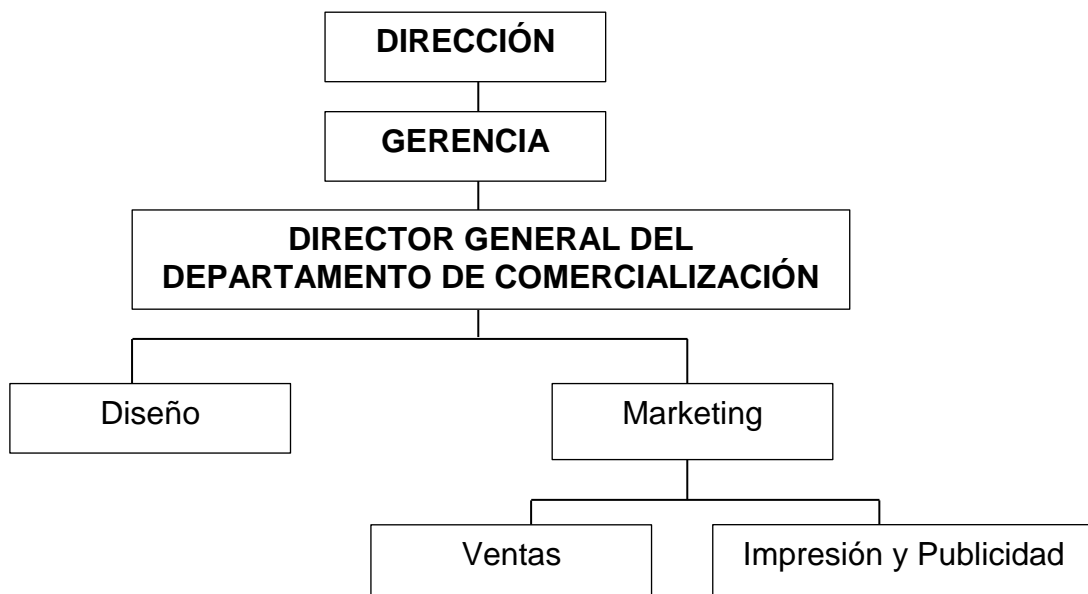 DIRECCIÓN
GERENCIA
DIRECTOR GENERAL DEL
DEPARTAMENTO DE COMERCIALIZACIÓN
Diseño
Marketing
Ventas
Impresión y Publicidad